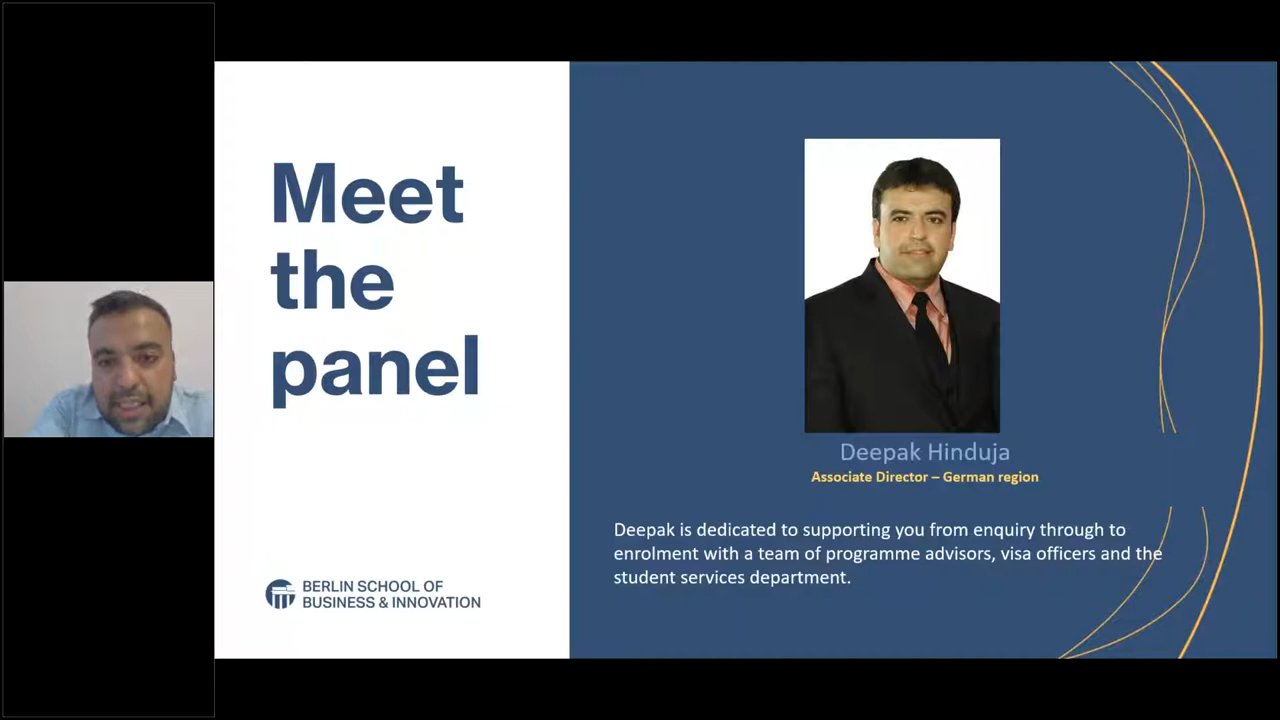 Meet
the
panel
Deepak Hinduja
Associate Director – German region
Deepak is dedicated to supporting you from enquiry through to
enrolment with a team of programme advisors, visa officers and the
student services department.
BERLIN SCHOOL OF
BUSINESS & INNOVATION